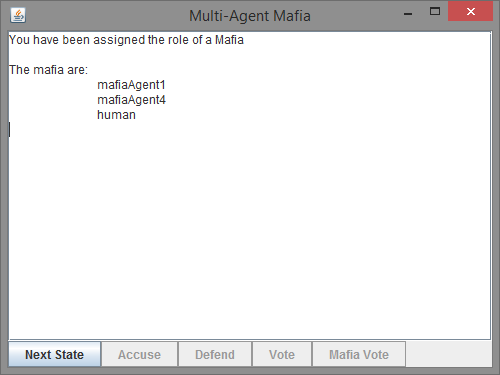 Multi-Agent Mafia
You have been assigned the role of a Mafia
The mafia are:
mafiaAgent1
mafiaAgent4
human
Next State
Accuse
Defend
Vote
Mafia Vote